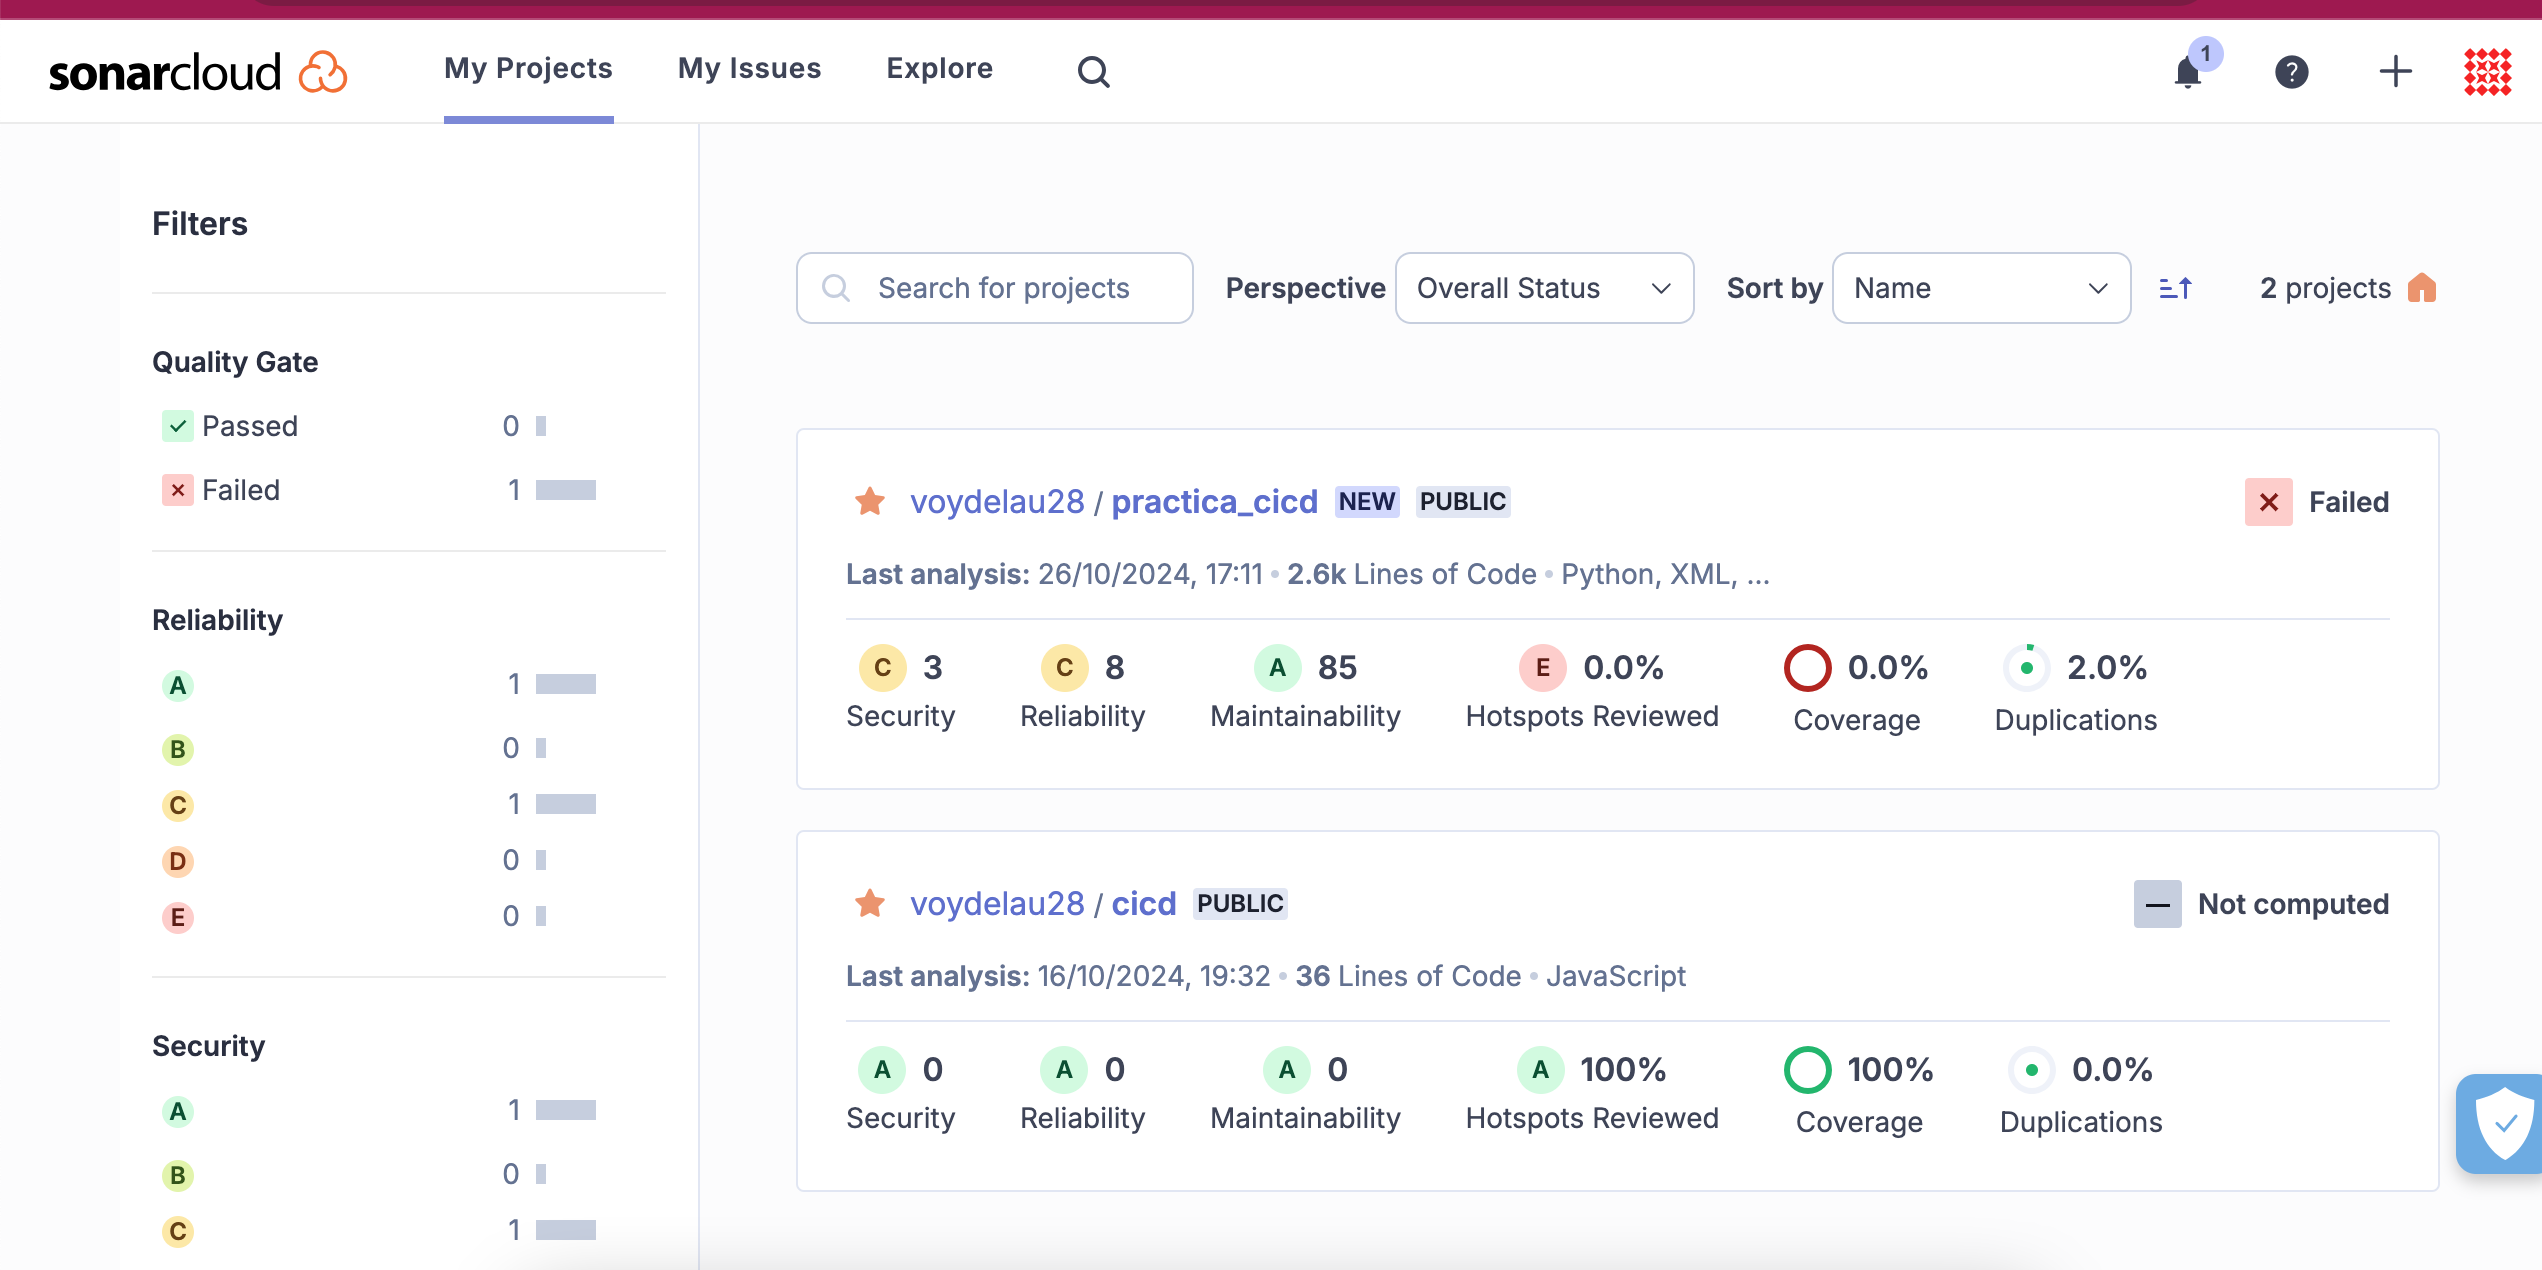 sonarcloud My Projects My Issues Explore 1 ?
Filters
Quality Gate
Passed 0
Failed 1
Reliability
A 1
B 0
C 1
D 0
E 0
Security
A 1
B 0
C 1
Search for projects Perspective Overall Status Sort by Name 2 projects
voydelau28 / practica_cicd NEW PUBLIC Failed
Last analysis: 26/10/2024, 17:11 • 2.6k Lines of Code • Python, XML, ...
C 3 C 8 A 85 E 0.0% 0.0% 2.0%
Security Reliability Maintainability Hotspots Reviewed Coverage Duplications
voydelau28 / cicd PUBLIC Not computed
Last analysis: 16/10/2024, 19:32 • 36 Lines of Code • JavaScript
A 0 A 0 A 0 A 100% 100% 0.0%
Security Reliability Maintainability Hotspots Reviewed Coverage Duplications